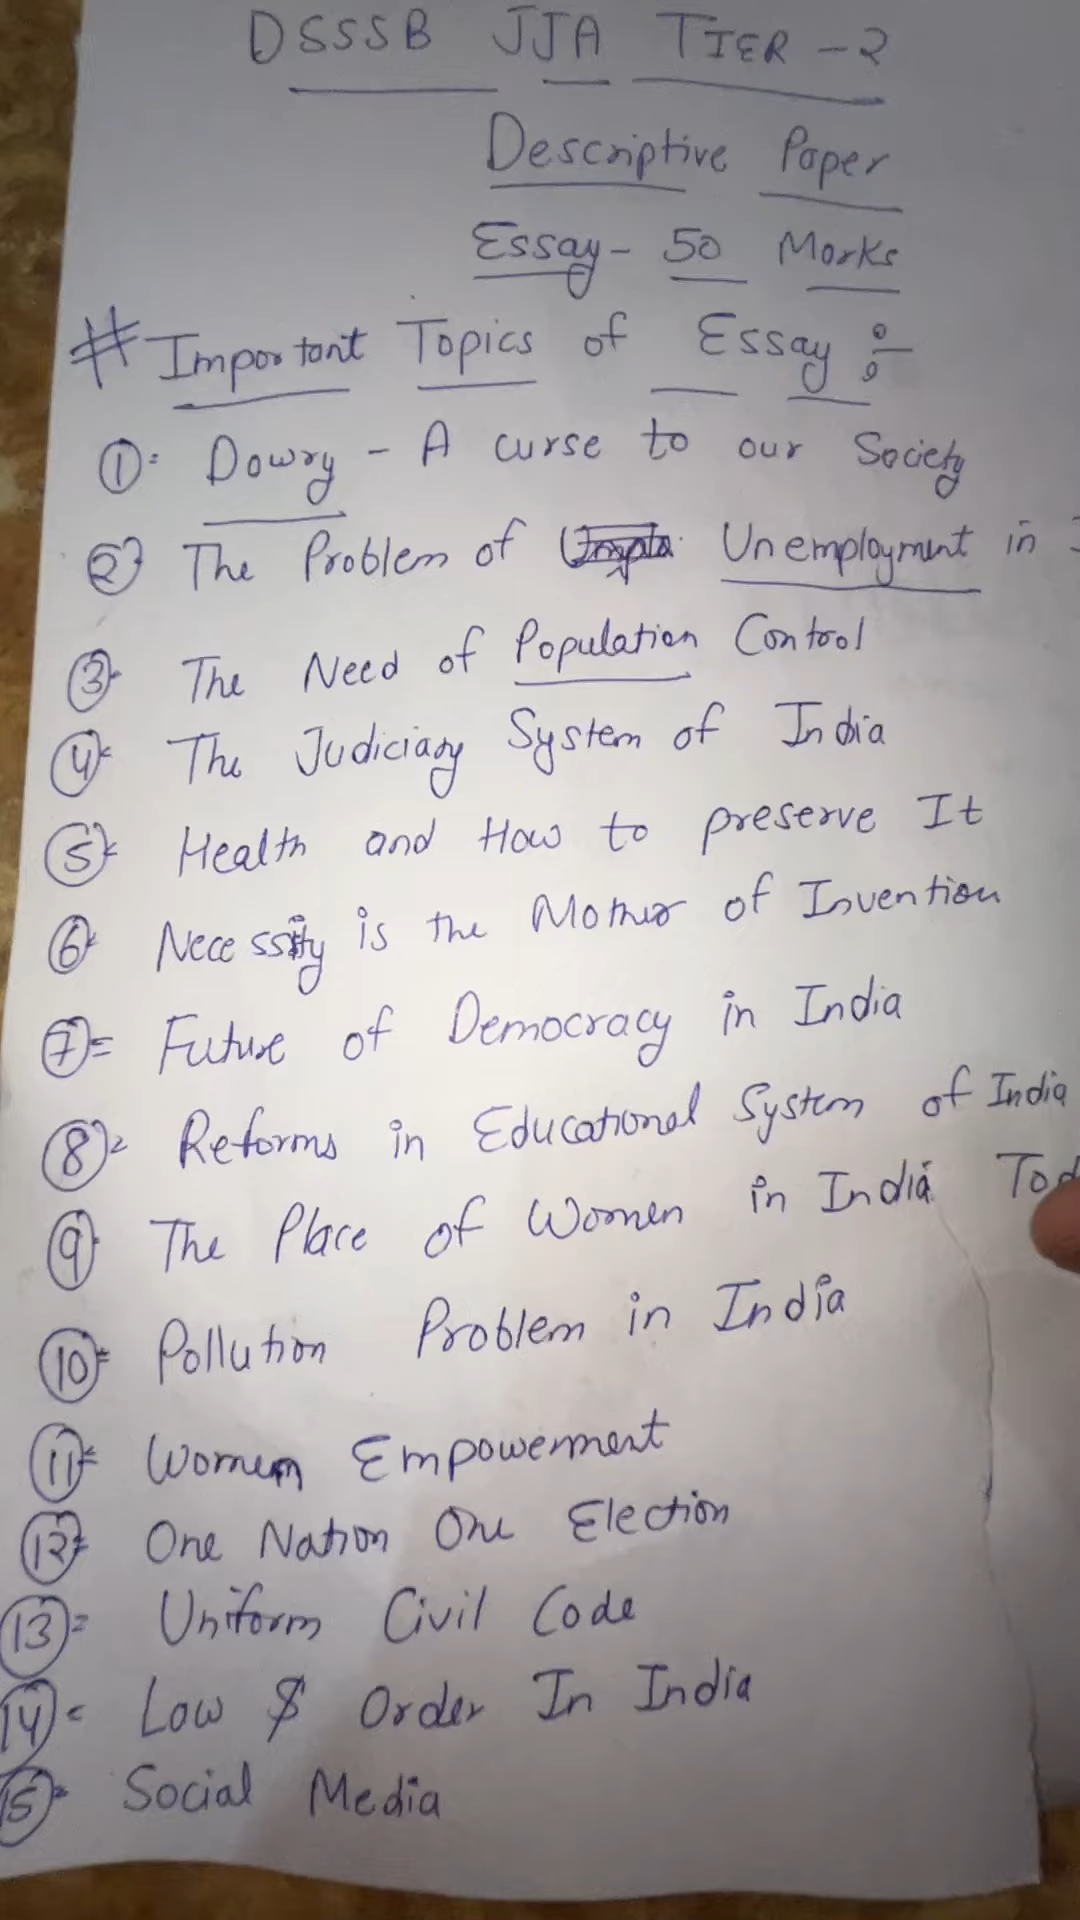 DSSSB JJA TIER-2
Descriptive Paper
Essay - 50 Marks
# Important Topics of Essay :-
1 Dowry - A curse to our Society
2 The Problem of Unemployment in
3 The Need of Population Control
4 The Judiciary System of India
5 Health and How to preserve It
6 Necessity is the Mother of Invention
7 Future of Democracy in India
8 Reforms in Educational System of India
9 The Place of Women in India
10 Pollution Problem in India
11 Women Empowerment
12 One Nation One Election
13 Uniform Civil Code
14 Law & Order In India
15 Social Media